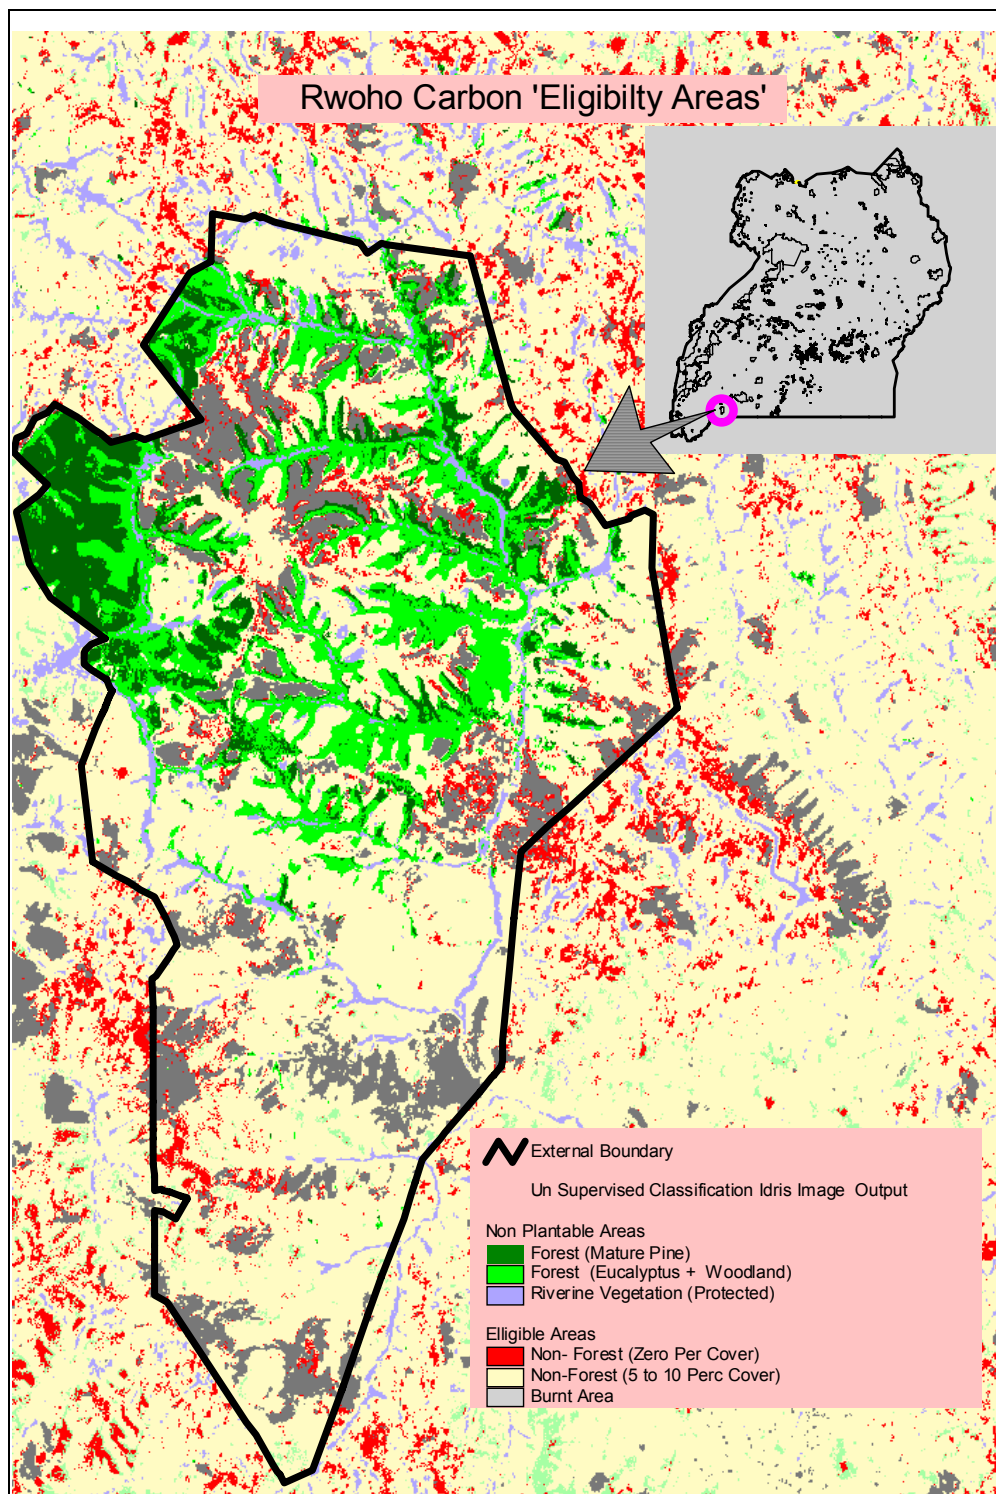 Rwoho Carbon 'Eligibilty Areas'
External Boundary
Un Supervised Classification Idris Image Output
Non Plantable Areas
Forest (Mature Pine)
Forest (Eucalyptus + Woodland)
Riverine Vegetation (Protected)
Elligible Areas
Non- Forest (Zero Per Cover)
Non-Forest (5 to 10 Perc Cover)
Burnt Area